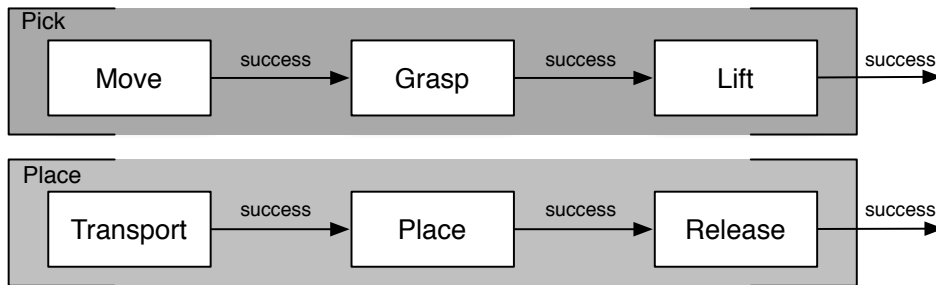 Pick
Move
success
Grasp
success
Lift
success
Place
Transport
success
Place
success
Release
success